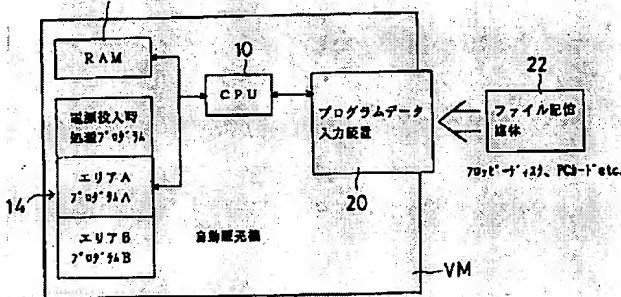 RAM
10
CPU
電源投入時
処理プログラム
エリアA
プログラムA
エリアB
プログラムB
14
自動販売機
プログラムデータ
入力装置
20
22
ファイル記憶
媒体
フロッピーディスク、PCカードetc.
VM